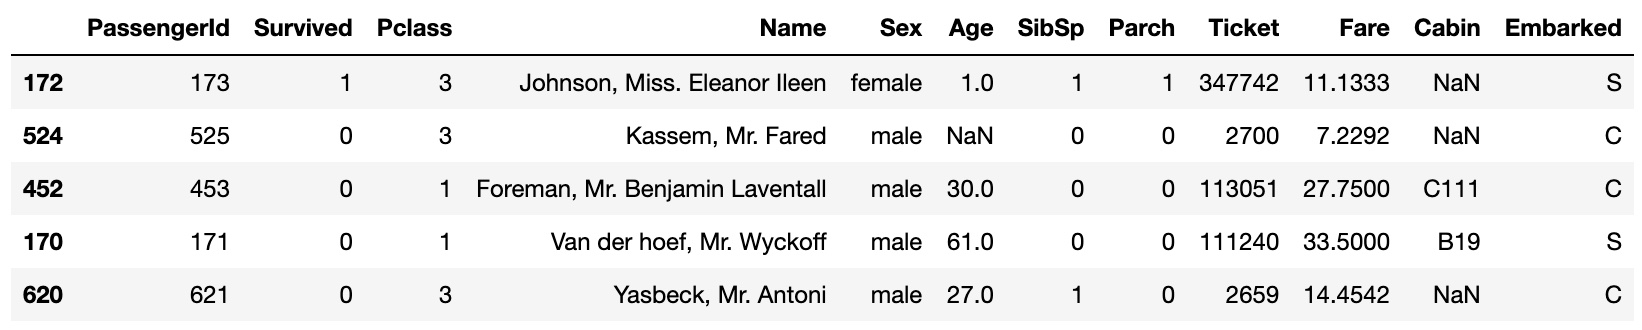 PassengerId Survived Pclass Name Sex Age SibSp Parch Ticket Fare Cabin Embarked
172 173 1 3 Johnson, Miss. Eleanor Ileen female 1.0 1 1 347742 11.1333 NaN S
524 525 0 3 Kassem, Mr. Fared male NaN 0 0 2700 7.2292 NaN C
452 453 0 1 Foreman, Mr. Benjamin Laventall male 30.0 0 0 113051 27.7500 C111 C
170 171 0 1 Van der hoef, Mr. Wyckoff male 61.0 0 0 111240 33.5000 B19 S
620 621 0 3 Yasbeck, Mr. Antoni male 27.0 1 0 2659 14.4542 NaN C